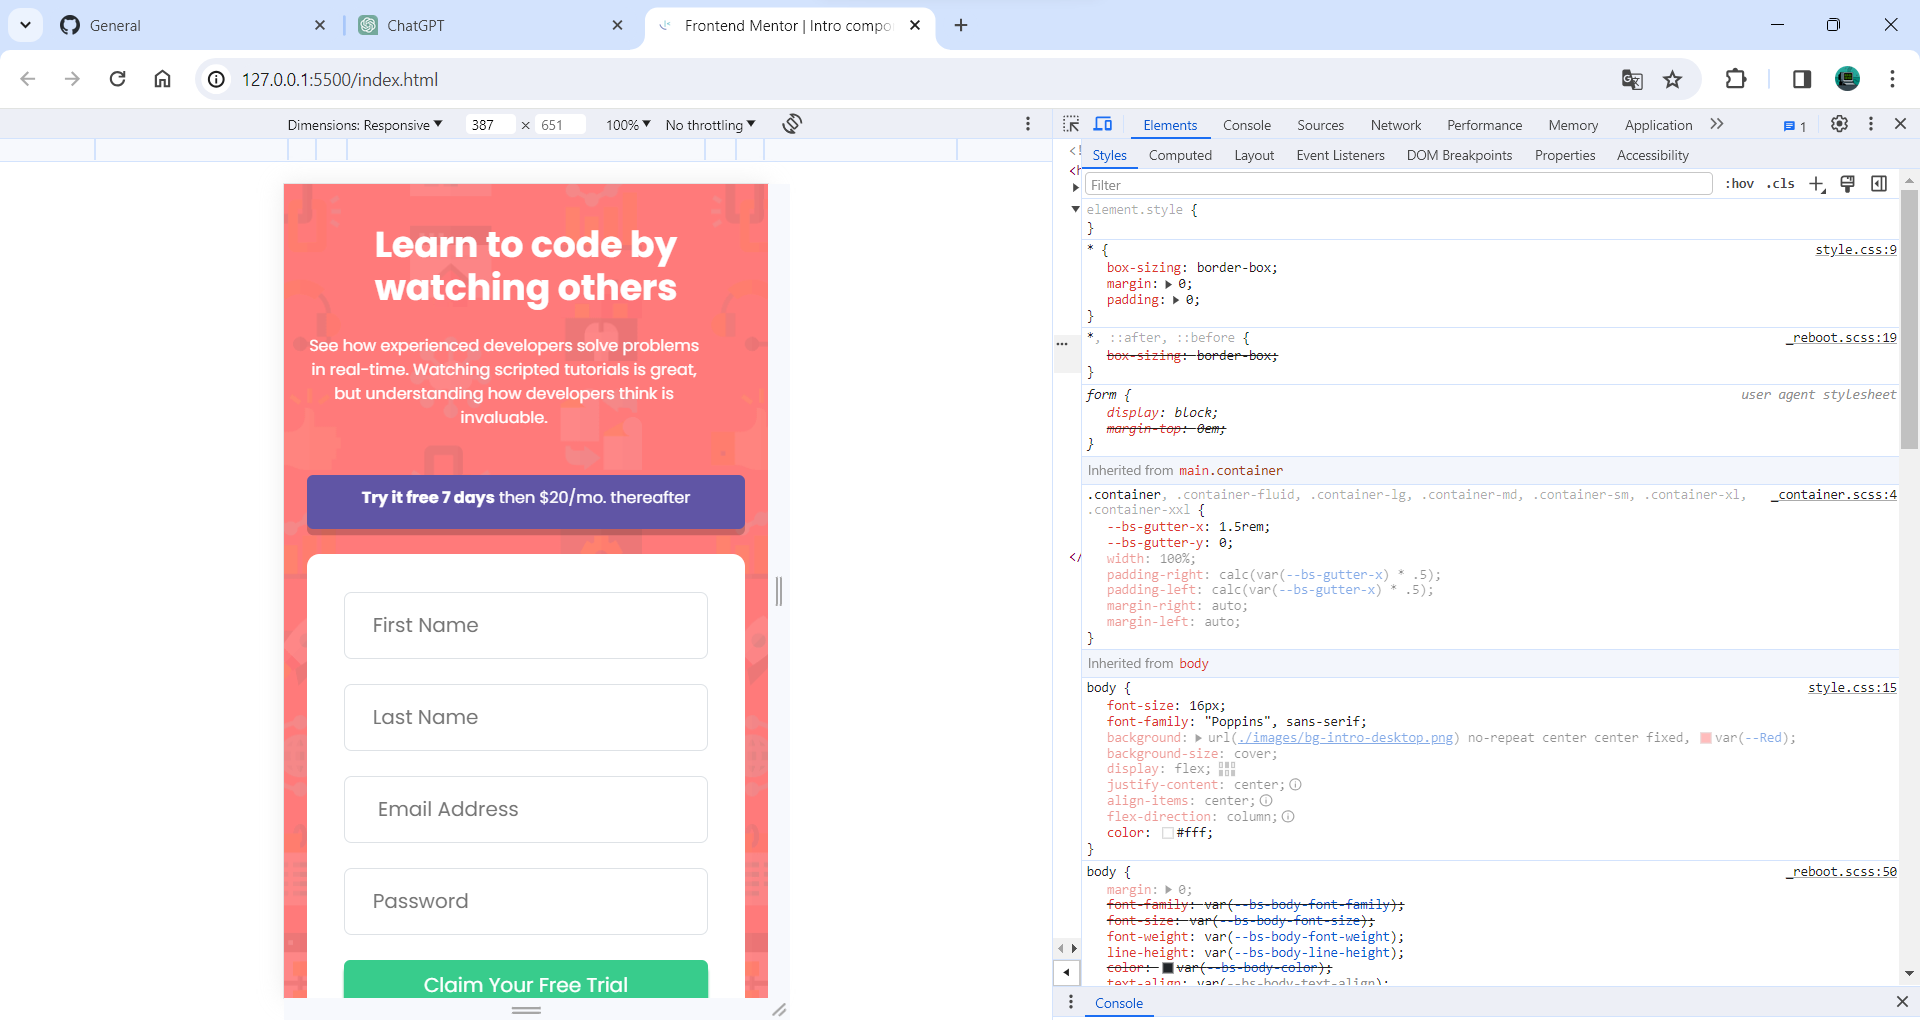 General
ChatGPT
Frontend Mentor | Intro compo
127.0.0.1:5500/index.html
Dimensions: Responsive 387 × 651 100% No throttling
Learn to code by
watching others
See how experienced developers solve problems
in real-time. Watching scripted tutorials is great,
but understanding how developers think is
invaluable.
Try it free 7 days then $20/mo. thereafter
First Name
Last Name
Email Address
Password
Claim Your Free Trial
Elements Console Sources Network Performance Memory Application 1
Styles Computed Layout Event Listeners DOM Breakpoints Properties Accessibility
<!
<h
</
Filter :hov .cls
element.style {
}
* { style.css:9
box-sizing: border-box;
margin: 0;
padding: 0;
}
*, ::after, ::before { _reboot.scss:19
box-sizing: border-box;
}
form { user agent stylesheet
display: block;
margin-top: 0em;
}
Inherited from main.container
.container, .container-fluid, .container-lg, .container-md, .container-sm, .container-xl, _container.scss:4
.container-xxl {
--bs-gutter-x: 1.5rem;
--bs-gutter-y: 0;
width: 100%;
padding-right: calc(var(--bs-gutter-x) * .5);
padding-left: calc(var(--bs-gutter-x) * .5);
margin-right: auto;
margin-left: auto;
}
Inherited from body
body { style.css:15
font-size: 16px;
font-family: "Poppins", sans-serif;
background: url(./images/bg-intro-desktop.png) no-repeat center center fixed, var(--Red);
background-size: cover;
display: flex;
justify-content: center;
align-items: center;
flex-direction: column;
color: #fff;
}
body { _reboot.scss:50
margin: 0;
font-family: var(--bs-body-font-family);
font-size: var(--bs-body-font-size);
font-weight: var(--bs-body-font-weight);
line-height: var(--bs-body-line-height);
color: var(--bs-body-color);
text-align: var(--bs-body-text-align);
Console